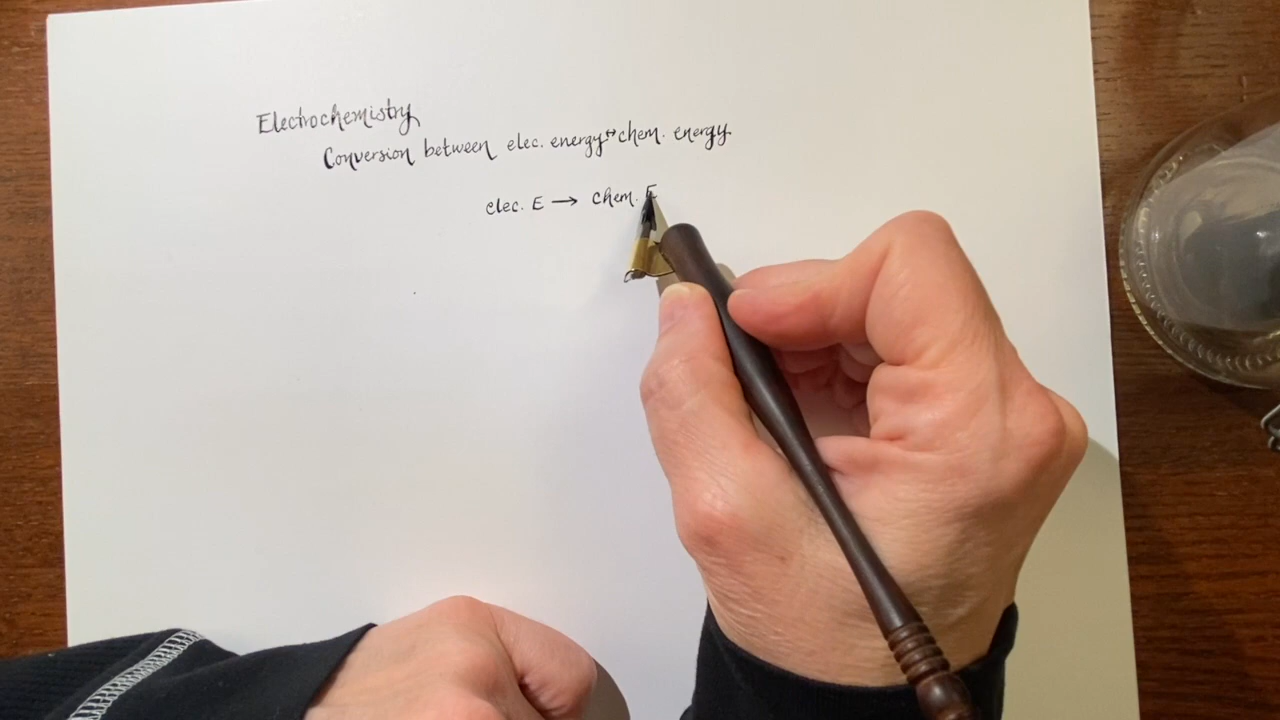 Electrochemistry
Conversion between elec. energy↔chem. energy
elec. E → chem. E